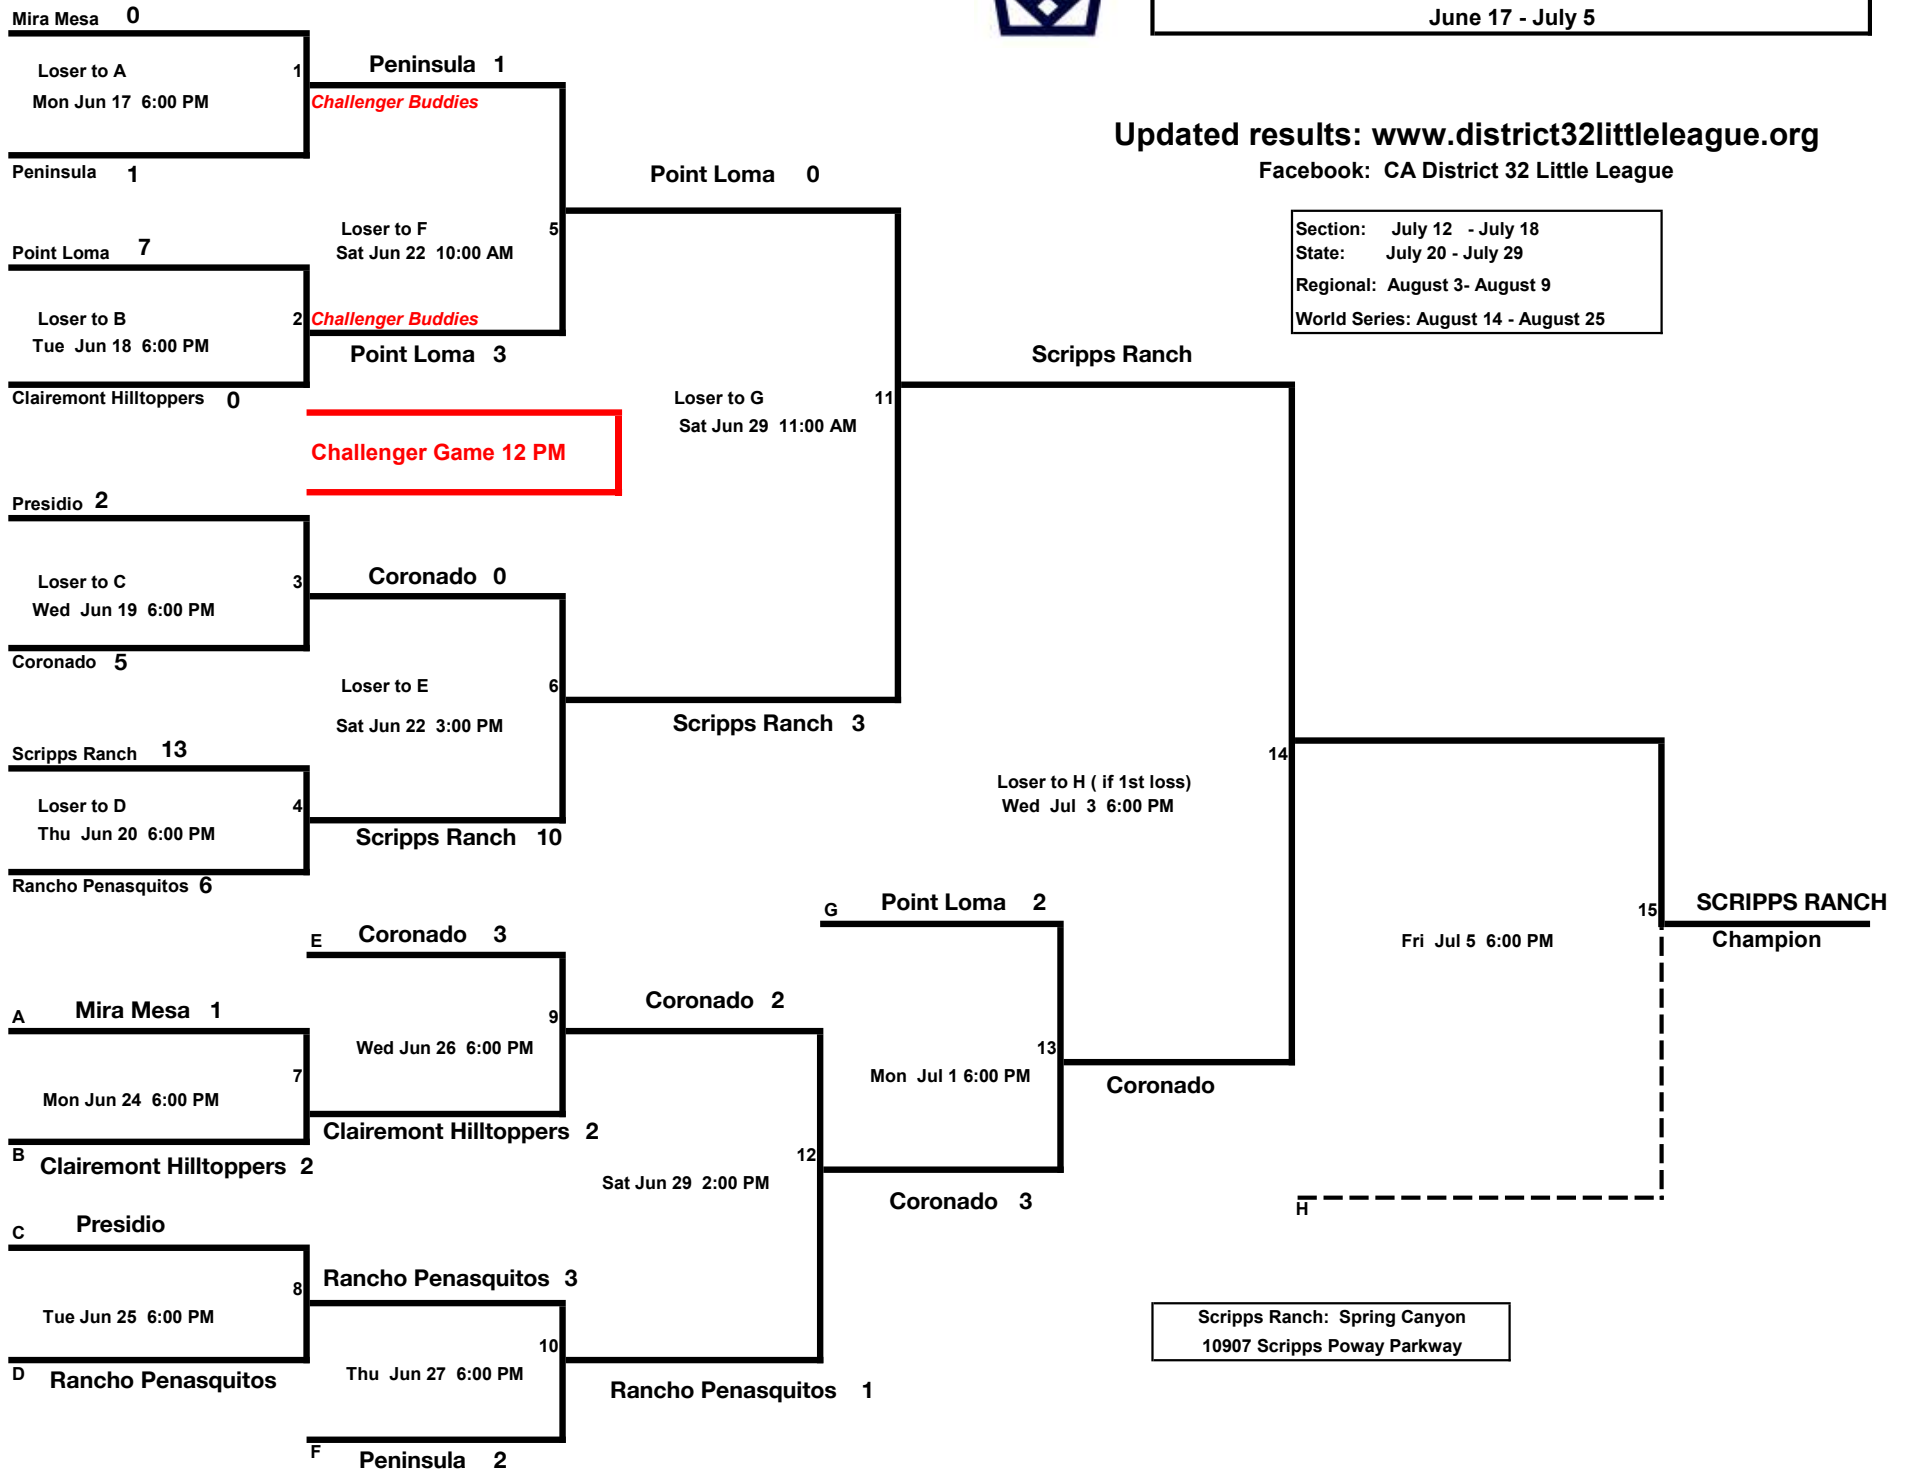 June 17 - July 5
Updated results: www.district32littleleague.org
Facebook: CA District 32 Little League
Section: July 12 - July 18
State: July 20 - July 29
Regional: August 3- August 9
World Series: August 14 - August 25
Mira Mesa 0
Loser to A 1
Mon Jun 17 6:00 PM
Peninsula 1
Peninsula 1
Challenger Buddies
Point Loma 7
Loser to B 2
Tue Jun 18 6:00 PM
Clairemont Hilltoppers 0
Loser to F 5
Sat Jun 22 10:00 AM
Challenger Buddies
Point Loma 3
Challenger Game 12 PM
Presidio 2
Loser to C 3
Wed Jun 19 6:00 PM
Coronado 5
Coronado 0
Loser to E 6
Sat Jun 22 3:00 PM
Scripps Ranch 13
Loser to D 4
Thu Jun 20 6:00 PM
Rancho Penasquitos 6
Scripps Ranch 10
Point Loma 0
Loser to G 11
Sat Jun 29 11:00 AM
Scripps Ranch 3
Scripps Ranch
14
Loser to H ( if 1st loss)
Wed Jul 3 6:00 PM
E Coronado 3
A Mira Mesa 1
7
Mon Jun 24 6:00 PM
B Clairemont Hilltoppers 2
9
Wed Jun 26 6:00 PM
Clairemont Hilltoppers 2
C Presidio
8
Tue Jun 25 6:00 PM
D Rancho Penasquitos
Rancho Penasquitos 3
10
Thu Jun 27 6:00 PM
F Peninsula 2
Coronado 2
12
Sat Jun 29 2:00 PM
Rancho Penasquitos 1
G Point Loma 2
13
Mon Jul 1 6:00 PM
Coronado 3
Coronado
15
Fri Jul 5 6:00 PM
H
SCRIPPS RANCH
Champion
Scripps Ranch: Spring Canyon
10907 Scripps Poway Parkway